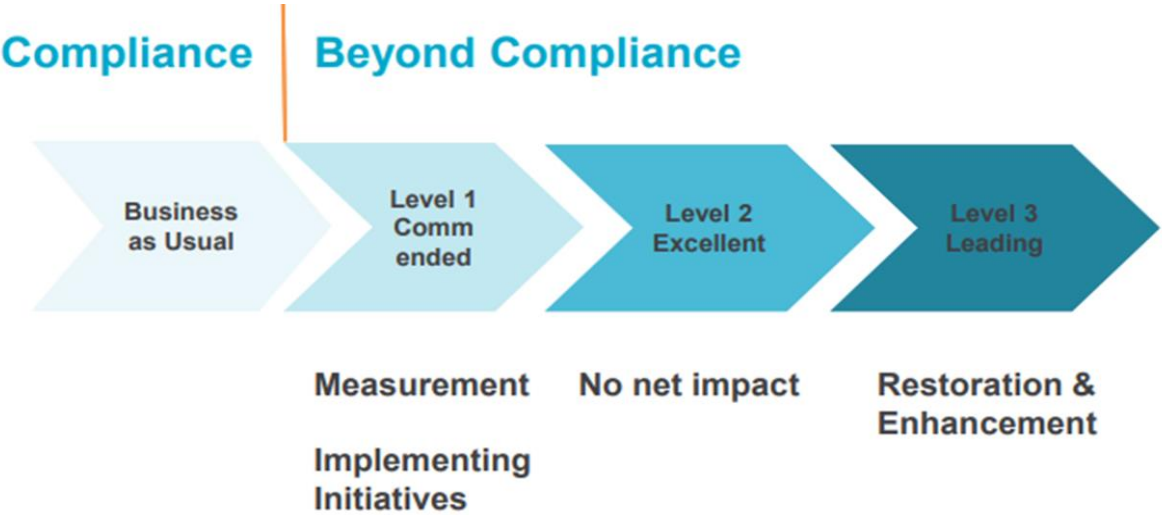 Compliance
Beyond Compliance
Business
as Usual
Level 1
Comm
ended
Level 2
Excellent
Level 3
Leading
Measurement
Implementing
Initiatives
No net impact
Restoration &
Enhancement